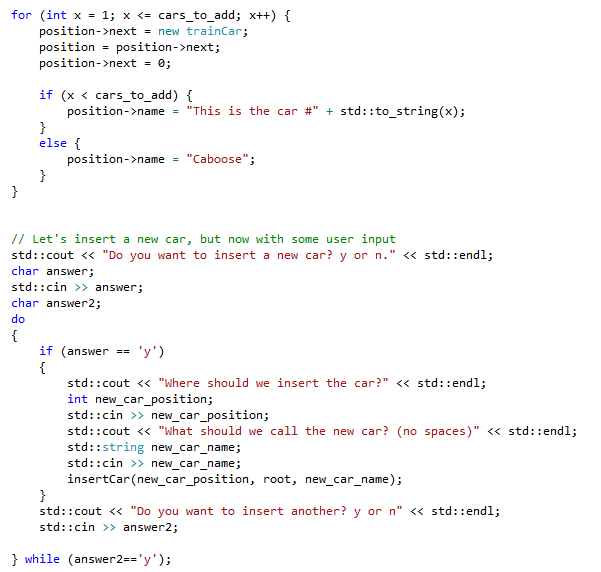 for (int x = 1; x <= cars_to_add; x++) {
    position->next = new trainCar;
    position = position->next;
    position->next = 0;

    if (x < cars_to_add) {
        position->name = "This is the car #" + std::to_string(x);
    }
    else {
        position->name = "Caboose";
    }
}

// Let's insert a new car, but now with some user input
std::cout << "Do you want to insert a new car? y or n." << std::endl;
char answer;
std::cin >> answer;
char answer2;
do
{
    if (answer == 'y')
    {
        std::cout << "Where should we insert the car?" << std::endl;
        int new_car_position;
        std::cin >> new_car_position;
        std::cout << "What should we call the new car? (no spaces)" << std::endl;
        std::string new_car_name;
        std::cin >> new_car_name;
        insertCar(new_car_position, root, new_car_name);
    }
    std::cout << "Do you want to insert another? y or n" << std::endl;
    std::cin >> answer2;

} while (answer2=='y');